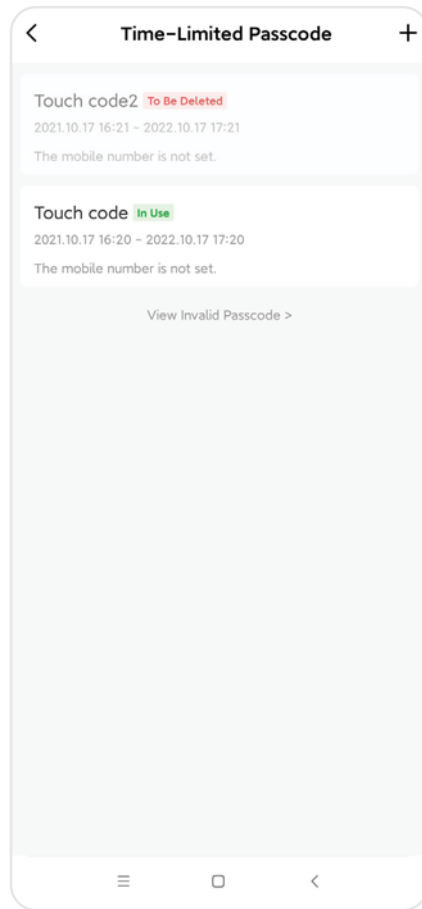 Time-Limited Passcode
Touch code2 To Be Deleted
2021.10.17 16:21 - 2022.10.17 17:21
The mobile number is not set.
Touch code In Use
2021.10.17 16:20 - 2022.10.17 17:20
The mobile number is not set.
View Invalid Passcode >